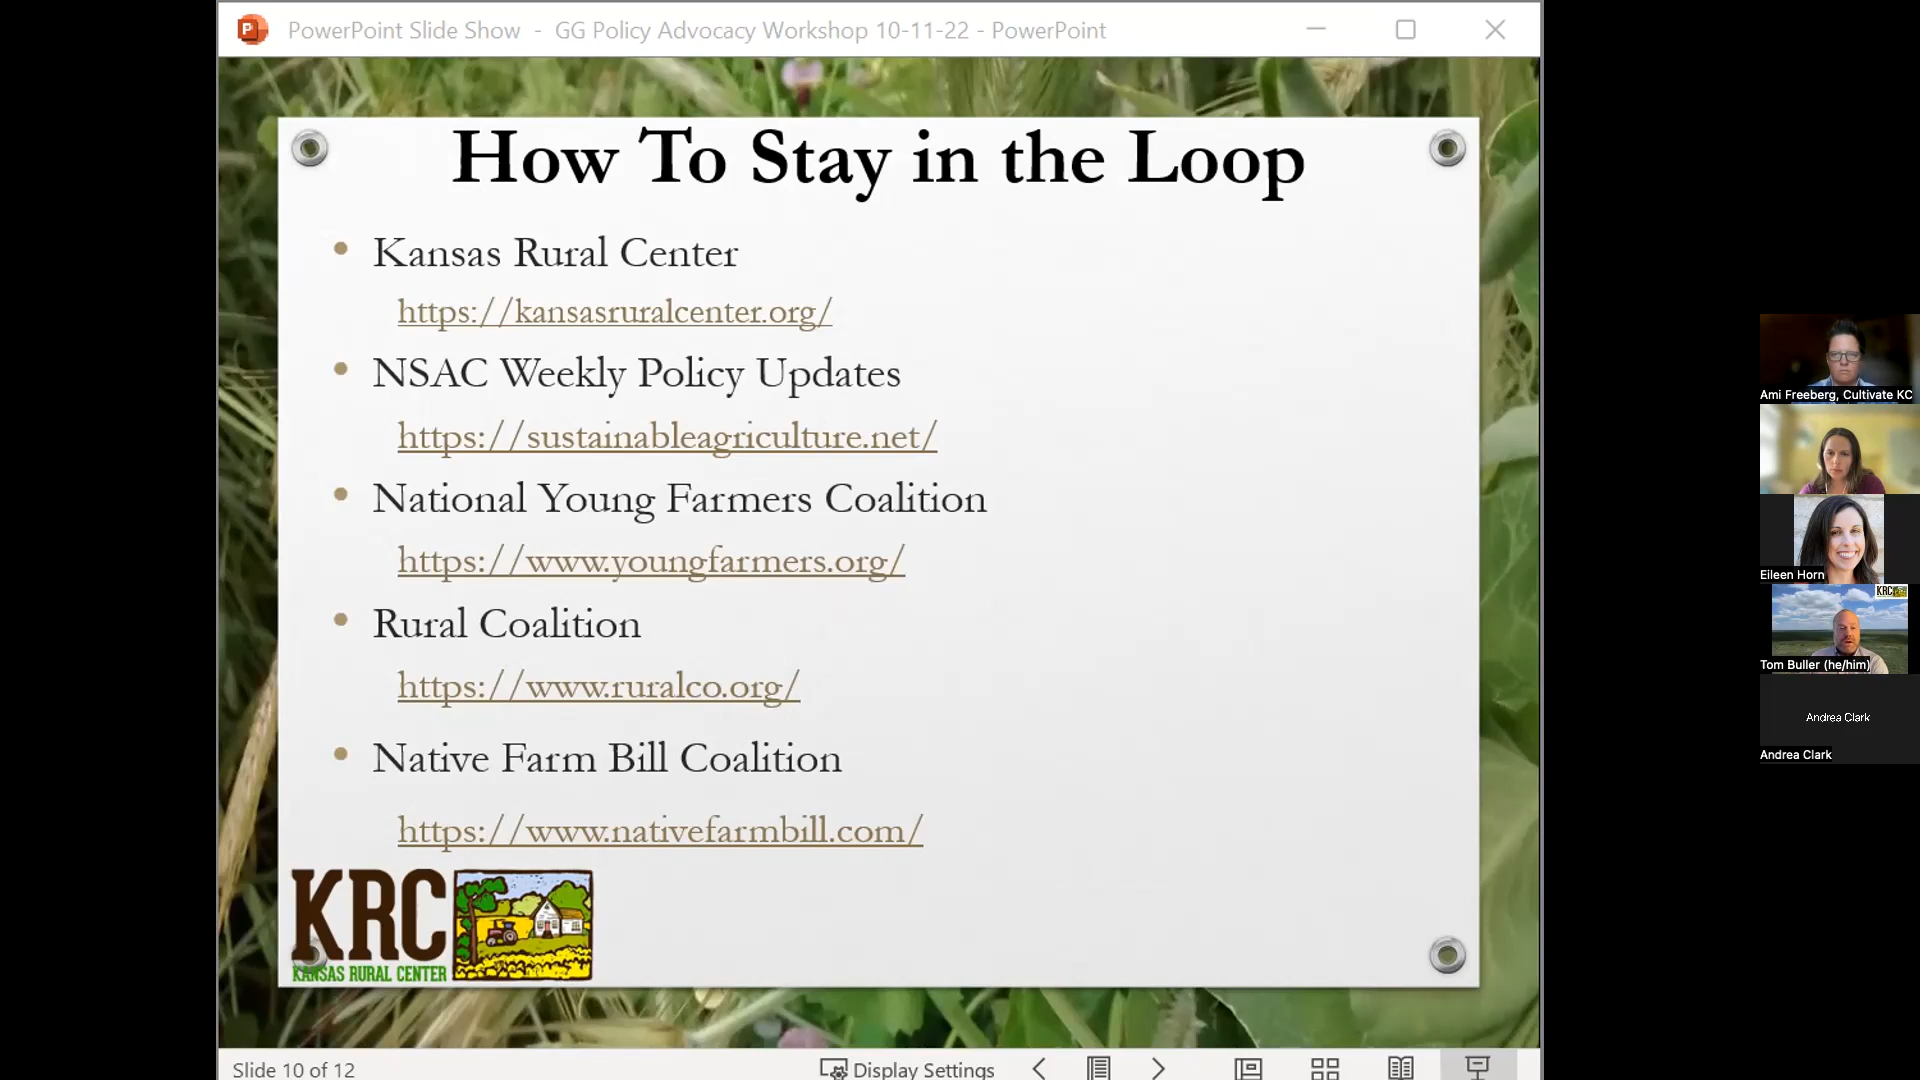 PowerPoint Slide Show - GG Policy Advocacy Workshop 10-11-22 - PowerPoint
How To Stay in the Loop
• Kansas Rural Center
https://kansasruralcenter.org/
• NSAC Weekly Policy Updates
https://sustainableagriculture.net/
• National Young Farmers Coalition
https://www.youngfarmers.org/
• Rural Coalition
https://www.ruralco.org/
• Native Farm Bill Coalition
https://www.nativefarmbill.com/
KRC
KANSAS RURAL CENTER
Slide 10 of 12
Display Settings
Ami Freeberg, Cultivate KC
Eileen Horn
KRC
Tom Buller (he/him)
Andrea Clark
Andrea Clark